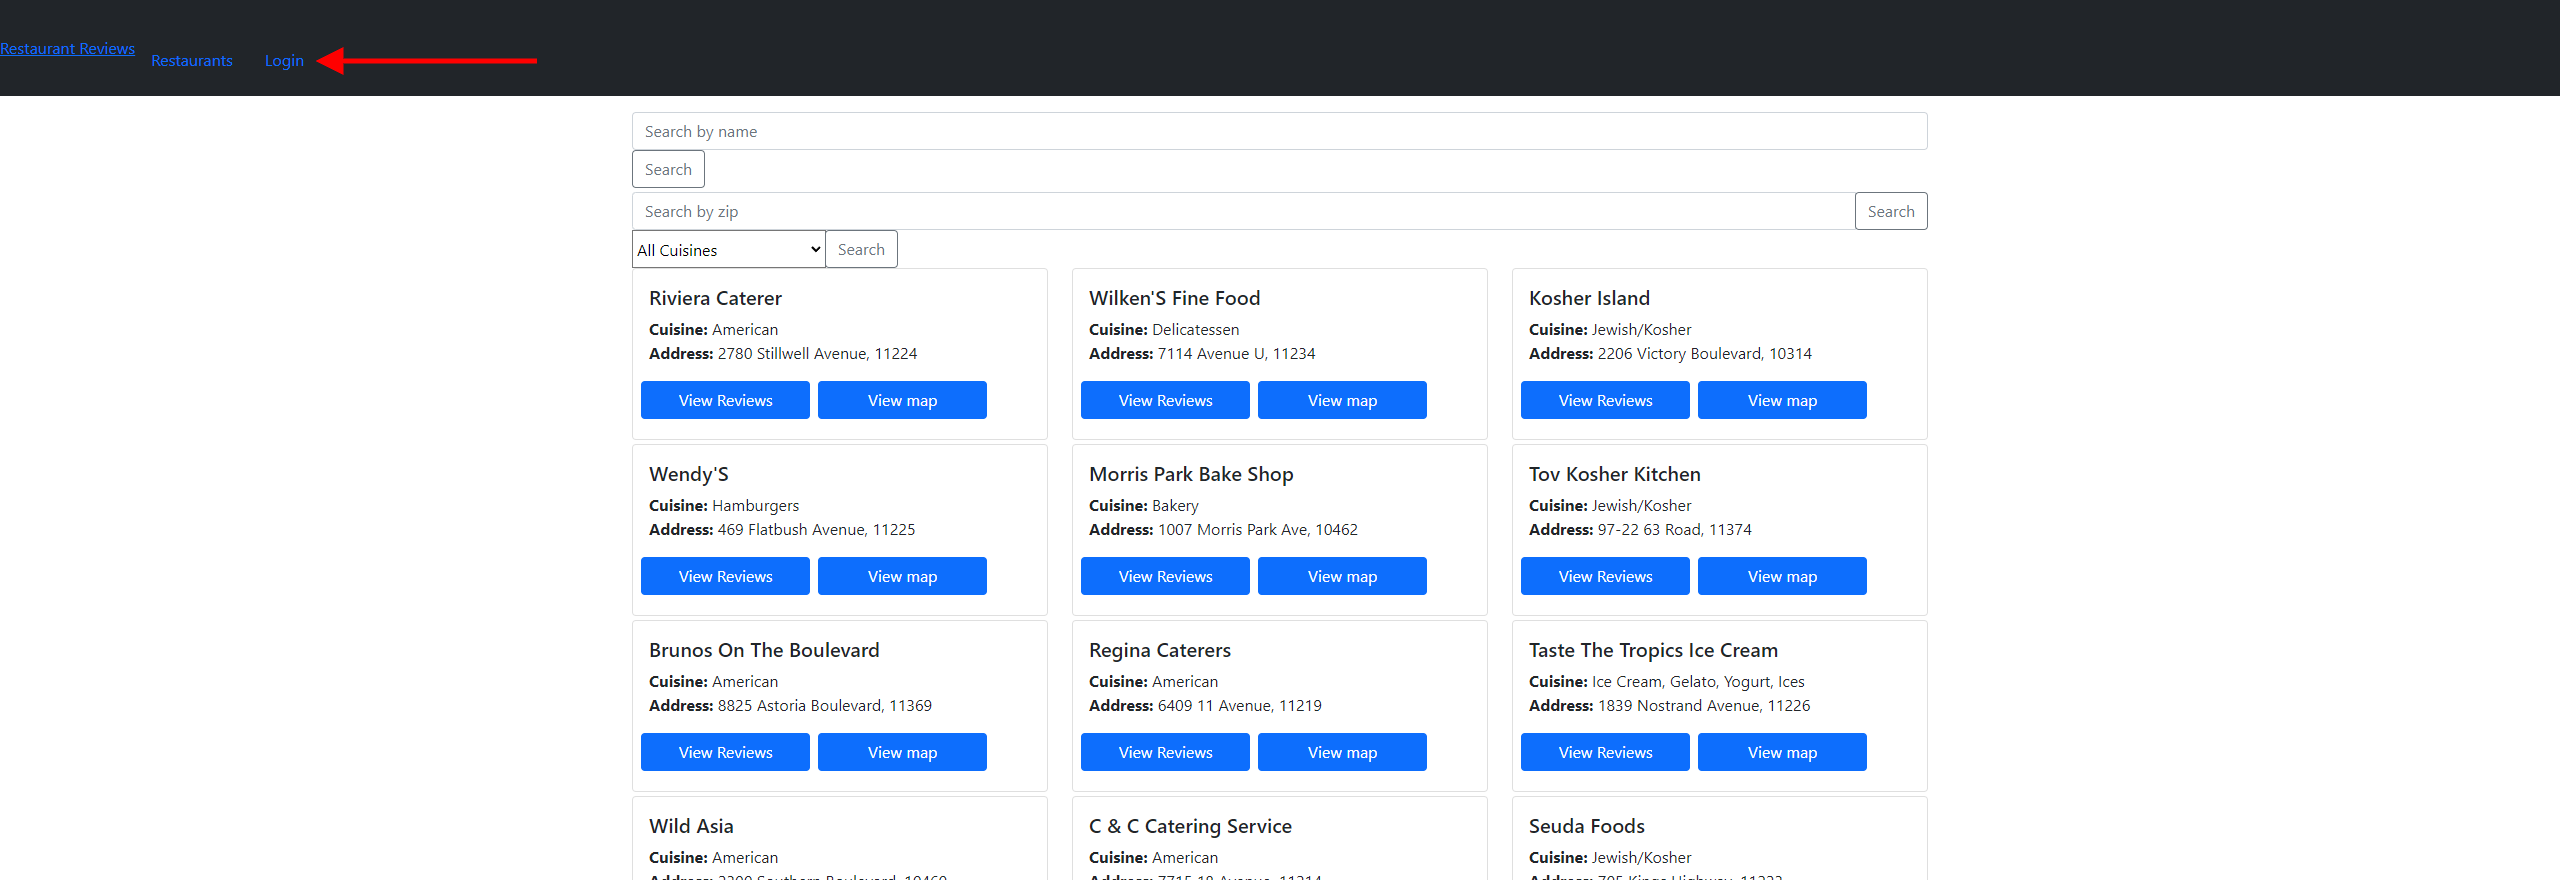 Restaurant Reviews
Restaurants
Login
Search by name
Search
Search by zip
Search
All Cuisines
Search
Riviera Caterer
Cuisine: American
Address: 2780 Stillwell Avenue, 11224
View Reviews
View map
Wilken'S Fine Food
Cuisine: Delicatessen
Address: 7114 Avenue U, 11234
View Reviews
View map
Kosher Island
Cuisine: Jewish/Kosher
Address: 2206 Victory Boulevard, 10314
View Reviews
View map
Wendy'S
Cuisine: Hamburgers
Address: 469 Flatbush Avenue, 11225
View Reviews
View map
Morris Park Bake Shop
Cuisine: Bakery
Address: 1007 Morris Park Ave, 10462
View Reviews
View map
Tov Kosher Kitchen
Cuisine: Jewish/Kosher
Address: 97-22 63 Road, 11374
View Reviews
View map
Brunos On The Boulevard
Cuisine: American
Address: 8825 Astoria Boulevard, 11369
View Reviews
View map
Regina Caterers
Cuisine: American
Address: 6409 11 Avenue, 11219
View Reviews
View map
Taste The Tropics Ice Cream
Cuisine: Ice Cream, Gelato, Yogurt, Ices
Address: 1839 Nostrand Avenue, 11226
View Reviews
View map
Wild Asia
Cuisine: American
C & C Catering Service
Cuisine: American
Seuda Foods
Cuisine: Jewish/Kosher